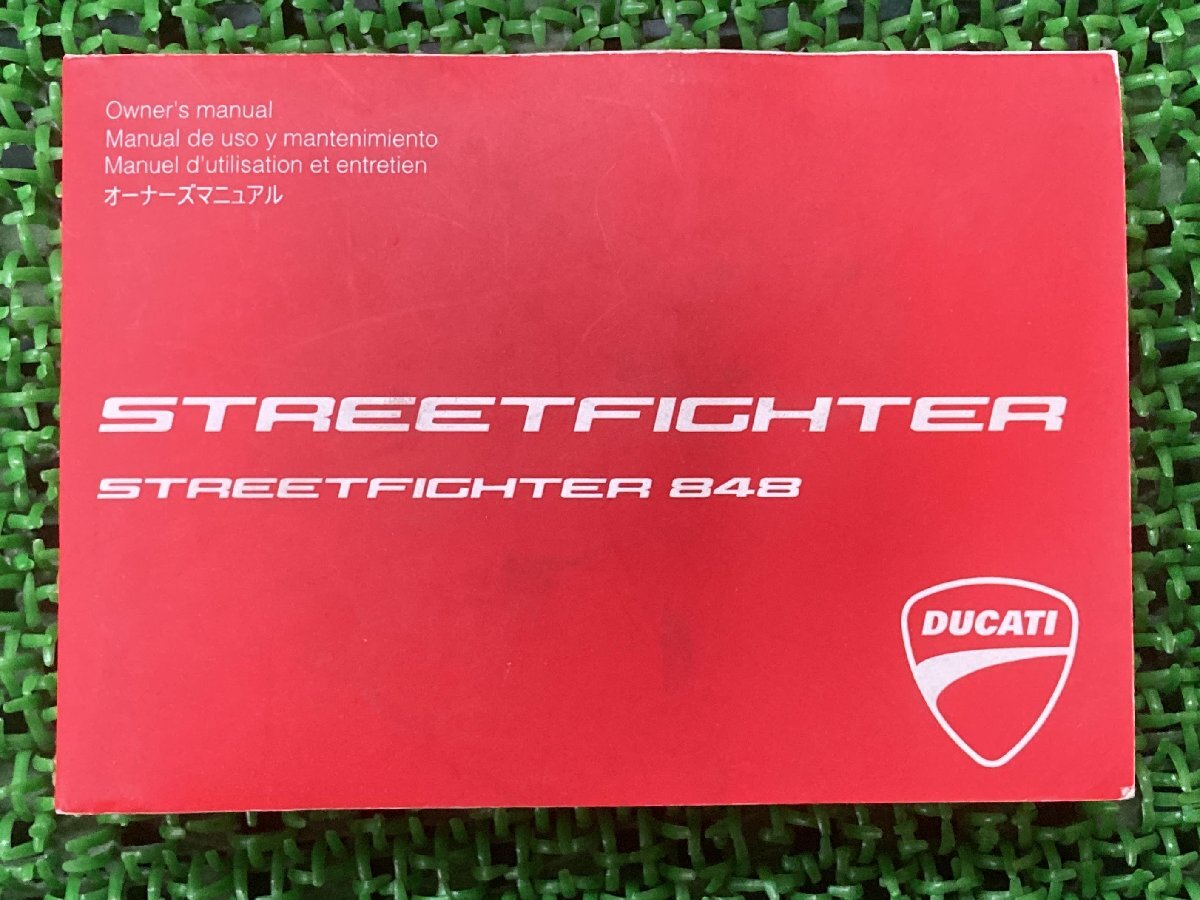 Owner's manual
Manual de uso y mantenimiento
Manuel d'utilisation et entretien
オーナーズマニュアル
STREETFIGHTER
STREETFIGHTER 848
DUCATI